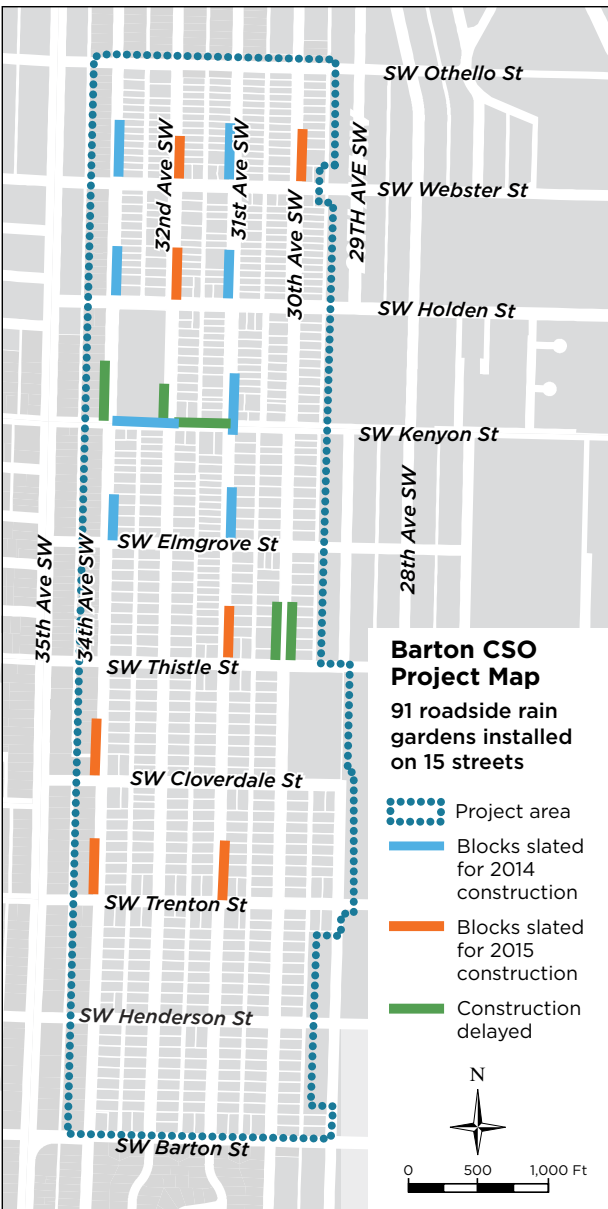 SW Othello St
32nd Ave SW
31st Ave SW
30th Ave SW
29TH AVE SW
SW Webster St
SW Holden St
SW Kenyon St
28th Ave SW
35th Ave SW
34th Ave SW
SW Elmgrove St
SW Thistle St
SW Cloverdale St
SW Trenton St
SW Henderson St
SW Barton St
Barton CSO
Project Map
91 roadside rain
gardens installed
on 15 streets
Project area
Blocks slated
for 2014
construction
Blocks slated
for 2015
construction
Construction
delayed
N
0 500 1,000 Ft